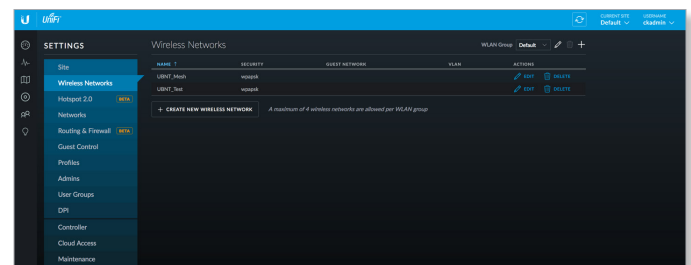 U UniFi CURRENT SITE USERNAME
Default ckadmin
SETTINGS
Site
Wireless Networks
Hotspot 2.0 BETA
Networks
Routing & Firewall BETA
Guest Control
Profiles
Admins
User Groups
DPI
Controller
Cloud Access
Maintenance
Wireless Networks WLAN Group Default
NAME SECURITY GUEST NETWORK VLAN ACTIONS
UBNT_Mesh wpapsk EDIT DELETE
UBNT_Test wpapsk EDIT DELETE
+ CREATE NEW WIRELESS NETWORK A maximum of 4 wireless networks are allowed per WLAN group